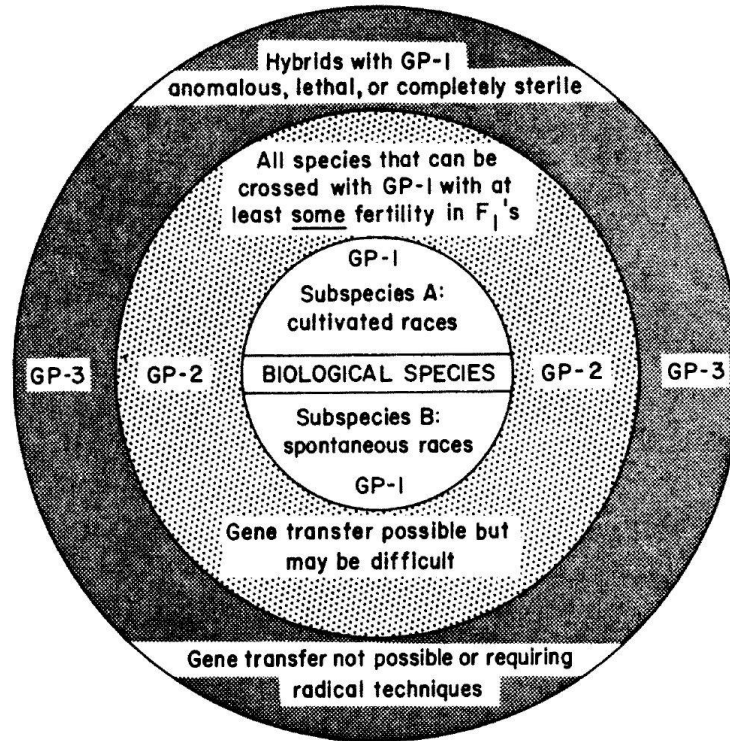 Hybrids with GP-1
anomalous, lethal, or completely sterile
All species that can be
crossed with GP-1 with at
least some fertility in F₁'s
GP-1
Subspecies A:
cultivated races
GP-3
GP-2
BIOLOGICAL SPECIES
GP-2
GP-3
Subspecies B:
spontaneous races
GP-1
Gene transfer possible but
may be difficult
Gene transfer not possible or requiring
radical techniques